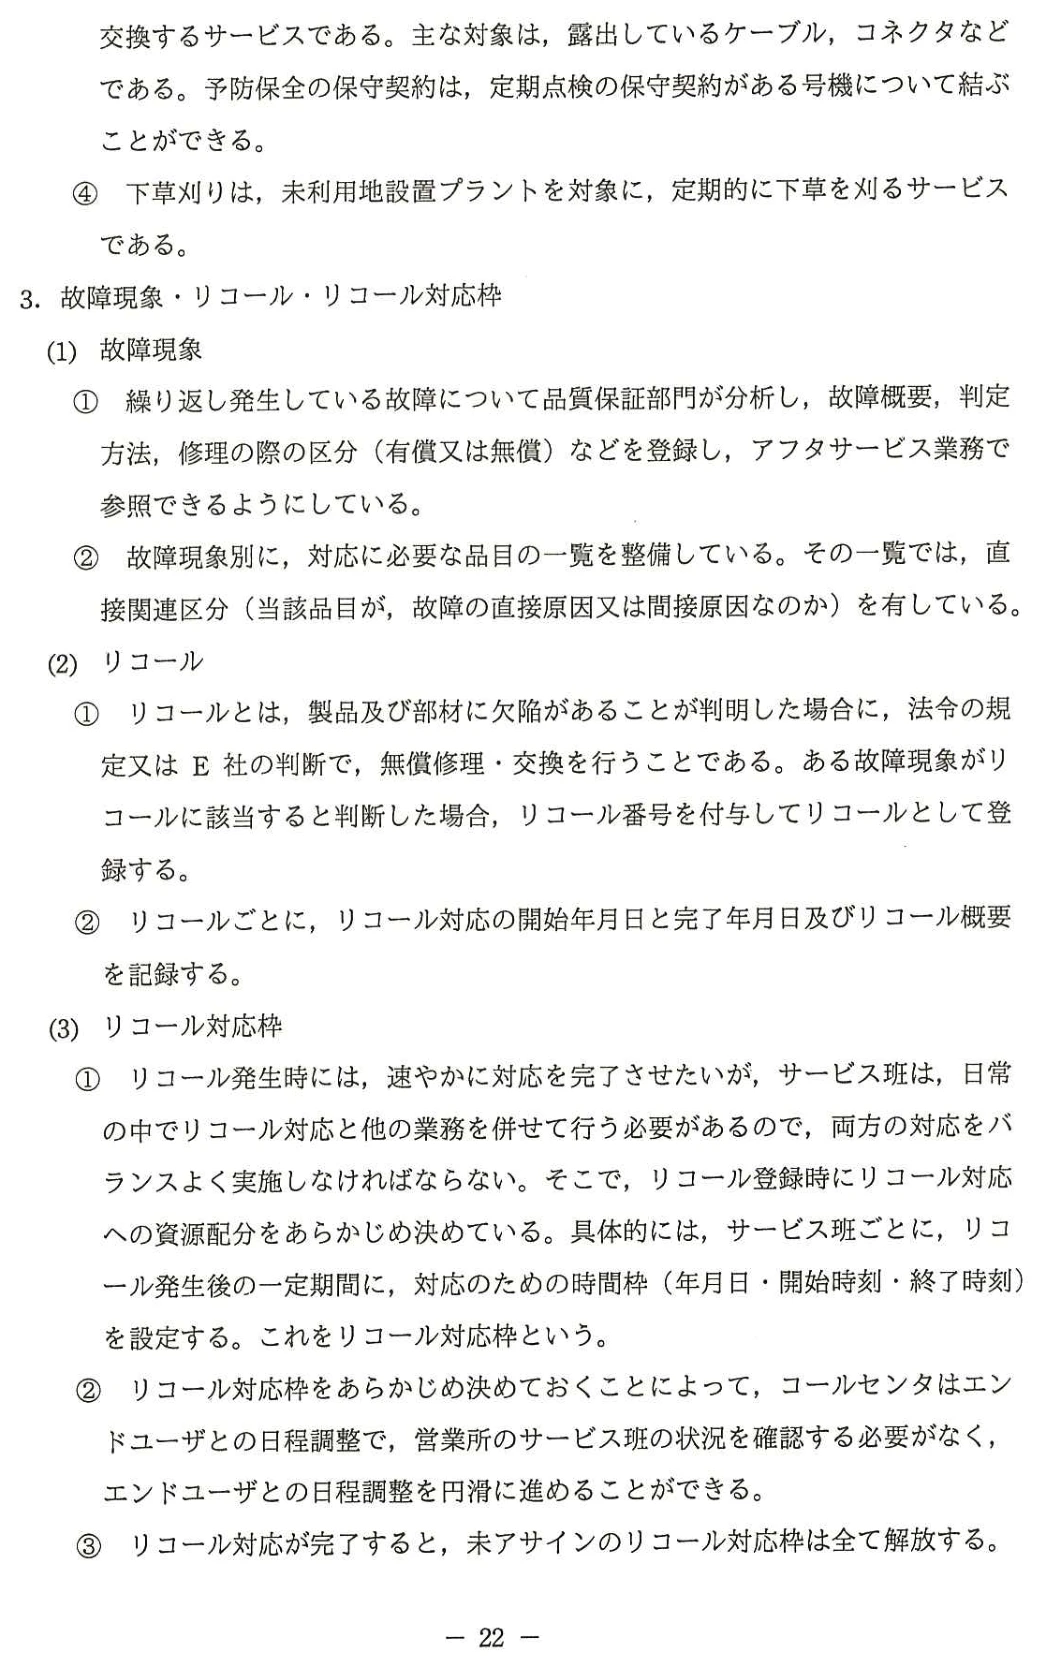 交換するサービスである。主な対象は，露出しているケーブル，コネクタなど
である。予防保全の保守契約は，定期点検の保守契約がある号機について結ぶ
ことができる。
④　下草刈りは，未利用地設置プラントを対象に，定期的に下草を刈るサービス
である。
3．故障現象・リコール・リコール対応枠
(1)　故障現象
①　繰り返し発生している故障について品質保証部門が分析し，故障概要，判定
方法，修理の際の区分（有償又は無償）などを登録し，アフタサービス業務で
参照できるようにしている。
②　故障現象別に，対応に必要な品目の一覧を整備している。その一覧では，直
接関連区分（当該品目が，故障の直接原因又は間接原因なのか）を有している。
(2)　リコール
①　リコールとは，製品及び部材に欠陥があることが判明した場合に，法令の規
定又は E 社の判断で，無償修理・交換を行うことである。ある故障現象がリ
コールに該当すると判断した場合，リコール番号を付与してリコールとして登
録する。
②　リコールごとに，リコール対応の開始年月日と完了年月日及びリコール概要
を記録する。
(3)　リコール対応枠
①　リコール発生時には，速やかに対応を完了させたいが，サービス班は，日常
の中でリコール対応と他の業務を併せて行う必要があるので，両方の対応をバ
ランスよく実施しなければならない。そこで，リコール登録時にリコール対応
への資源配分をあらかじめ決めている。具体的には，サービス班ごとに，リコ
ール発生後の一定期間に，対応のための時間枠（年月日・開始時刻・終了時刻）
を設定する。これをリコール対応枠という。
②　リコール対応枠をあらかじめ決めておくことによって，コールセンタはエン
ドユーザとの日程調整で，営業所のサービス班の状況を確認する必要がなく，
エンドユーザとの日程調整を円滑に進めることができる。
③　リコール対応が完了すると，未アサインのリコール対応枠は全て解放する。
― 22 ―